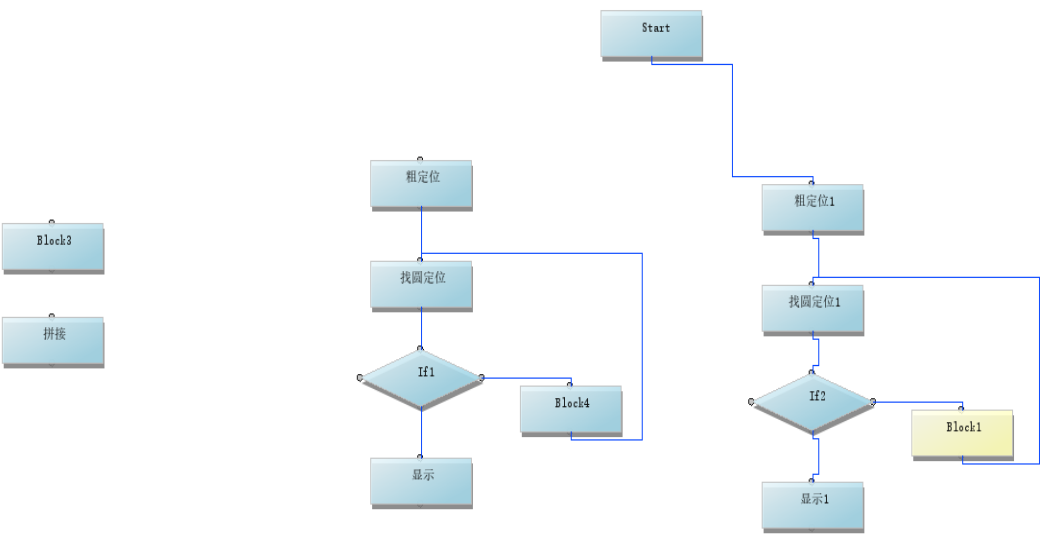 Start
粗定位
粗定位1
Block3
找圆定位
找圆定位1
拼接
If1
If2
Block4
Block1
显示
显示1